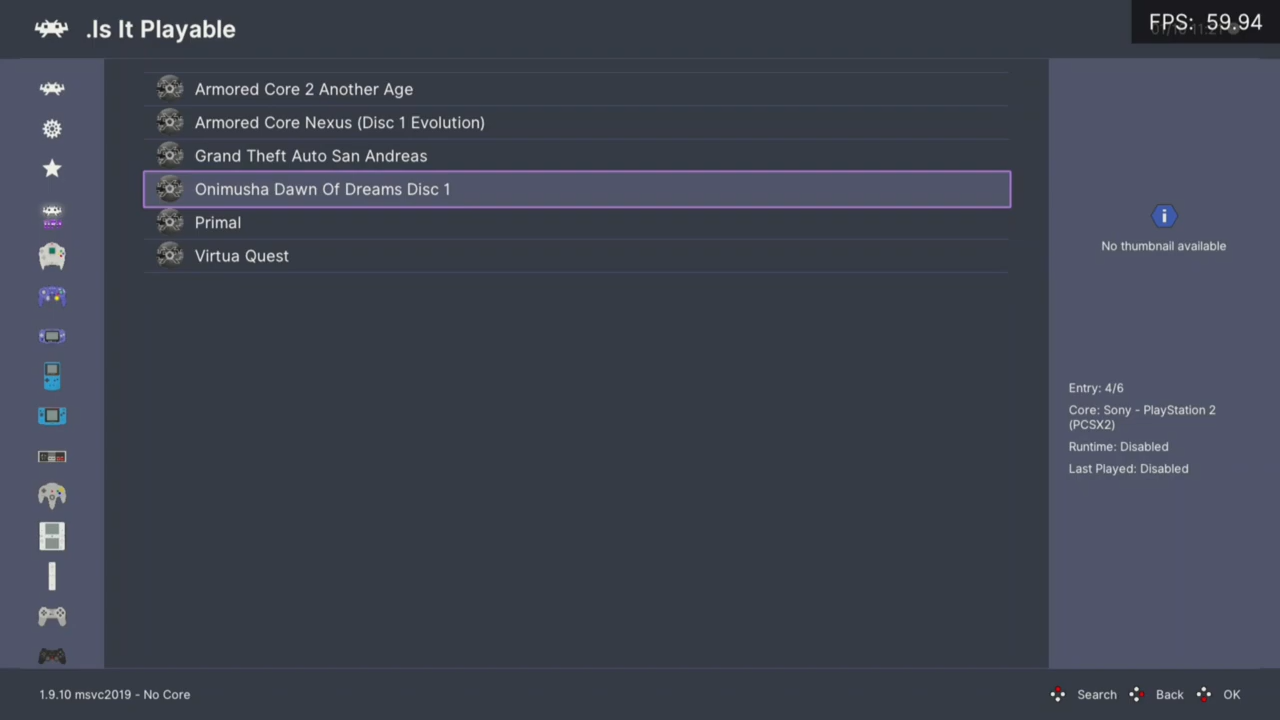 .Is It Playable
FPS: 59.94
Armored Core 2 Another Age
Armored Core Nexus (Disc 1 Evolution)
Grand Theft Auto San Andreas
Onimusha Dawn Of Dreams Disc 1
Primal
Virtua Quest
No thumbnail available
Entry: 4/6
Core: Sony - PlayStation 2
(PCSX2)
Runtime: Disabled
Last Played: Disabled
1.9.10 msvc2019 - No Core
Search
Back
OK